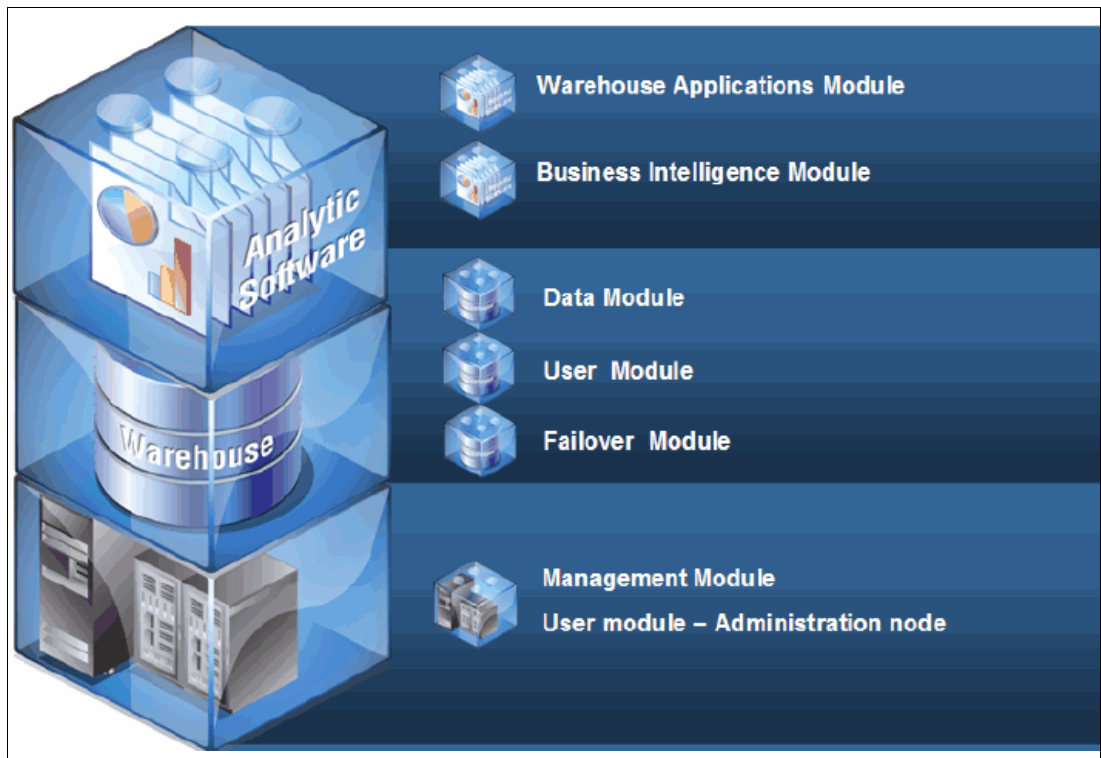 Analytic
Software
Warehouse
Warehouse Applications Module
Business Intelligence Module
Data Module
User Module
Failover Module
Management Module
User module – Administration node